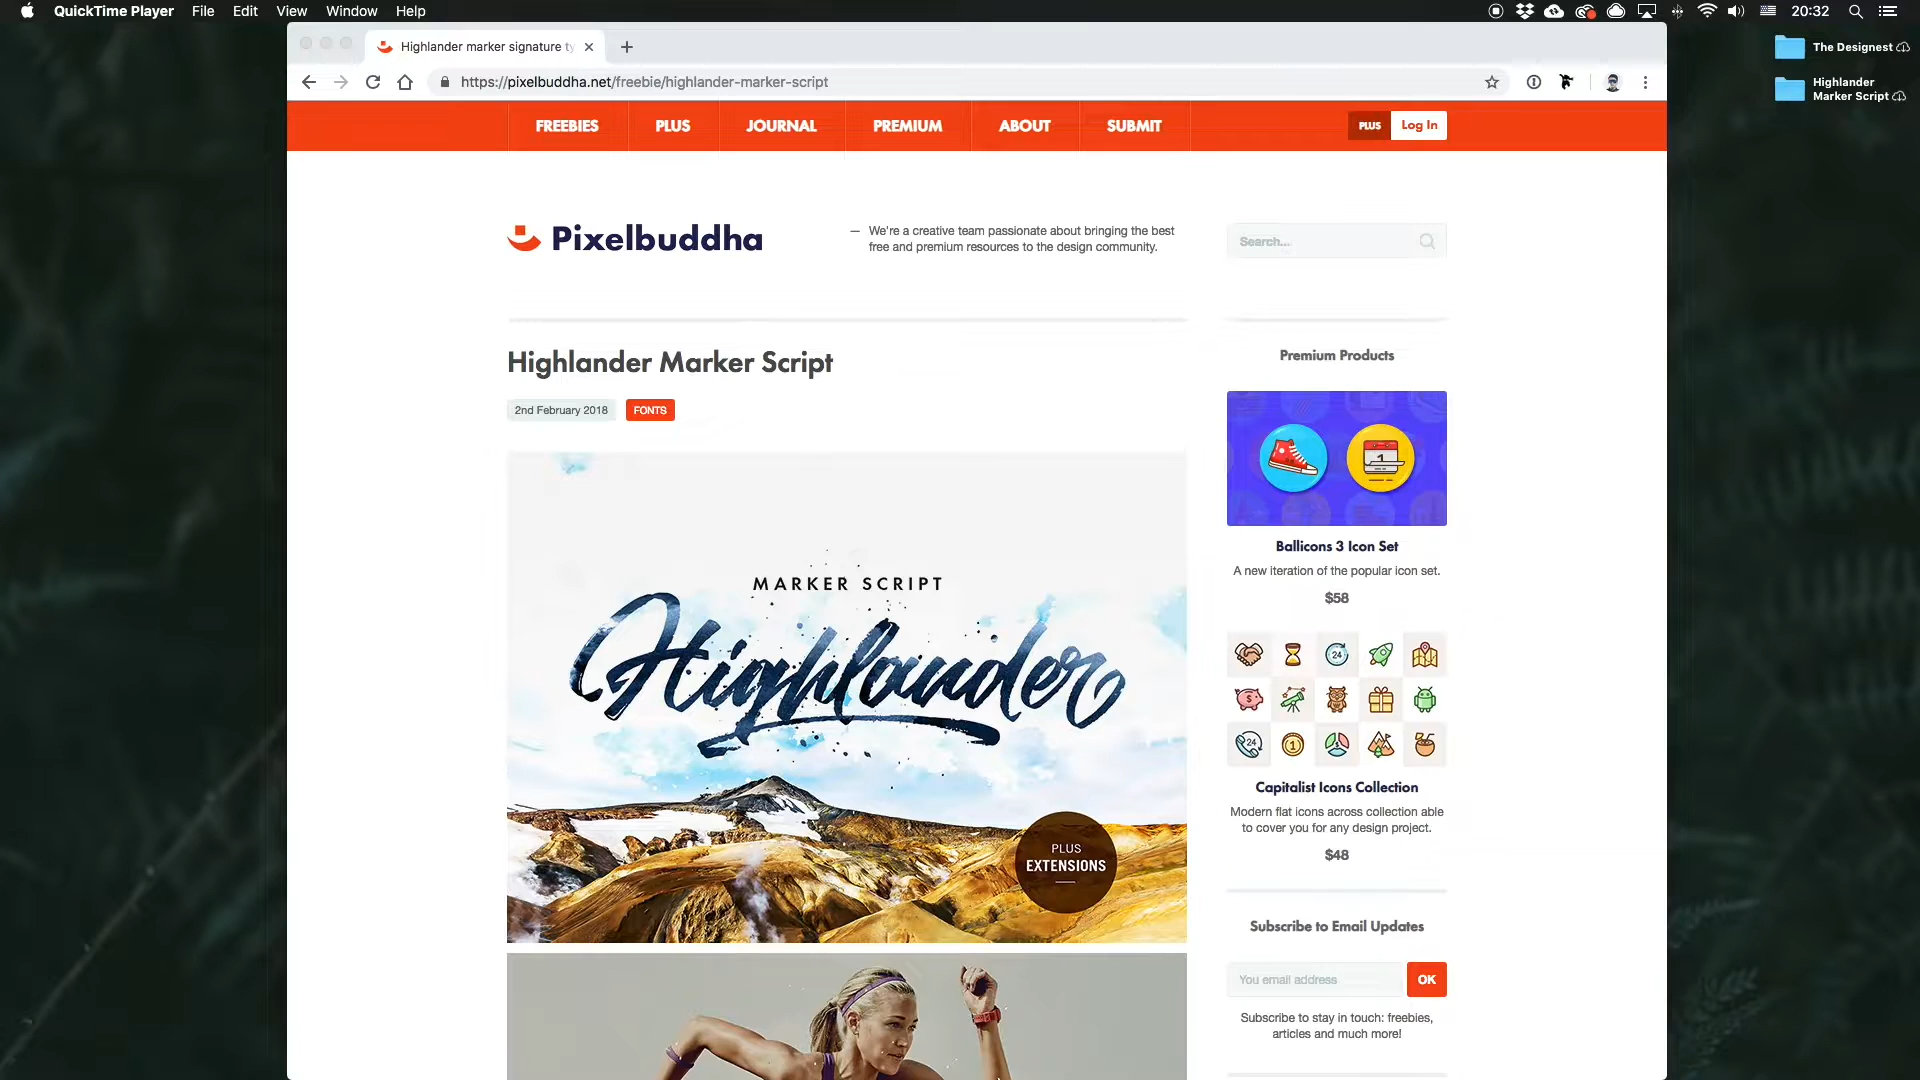 QuickTime Player File Edit View Window Help
20:32
Highlander marker signature ty
https://pixelbuddha.net/freebie/highlander-marker-script
The Designest
Highlander
Marker Script
FREEBIES PLUS JOURNAL PREMIUM ABOUT SUBMIT
PLUS Log In
Pixelbuddha
— We're a creative team passionate about bringing the best
free and premium resources to the design community.
Search...
Highlander Marker Script
2nd February 2018 FONTS
MARKER SCRIPT
Highlander
PLUS
EXTENSIONS
Premium Products
1
Ballicons 3 Icon Set
A new iteration of the popular icon set.
$58
24
$
24
1
Capitalist Icons Collection
Modern flat icons across collection able
to cover you for any design project.
$48
Subscribe to Email Updates
You email address OK
Subscribe to stay in touch: freebies,
articles and much more!